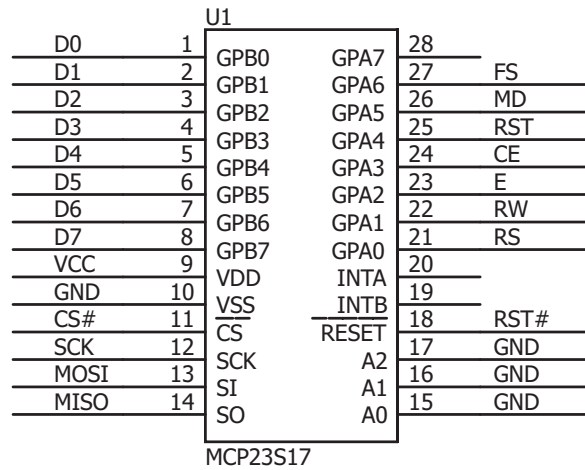 U1
D0 1 GPB0 GPA7 28
D1 2 GPB1 GPA6 27 FS
D2 3 GPB2 GPA5 26 MD
D3 4 GPB3 GPA4 25 RST
D4 5 GPB4 GPA3 24 CE
D5 6 GPB5 GPA2 23 E
D6 7 GPB6 GPA1 22 RW
D7 8 GPB7 GPA0 21 RS
VCC 9 VDD INTA 20
GND 10 VSS INTB 19
CS# 11 CS RESET 18 RST#
SCK 12 SCK A2 17 GND
MOSI 13 SI A1 16 GND
MISO 14 SO A0 15 GND
MCP23S17